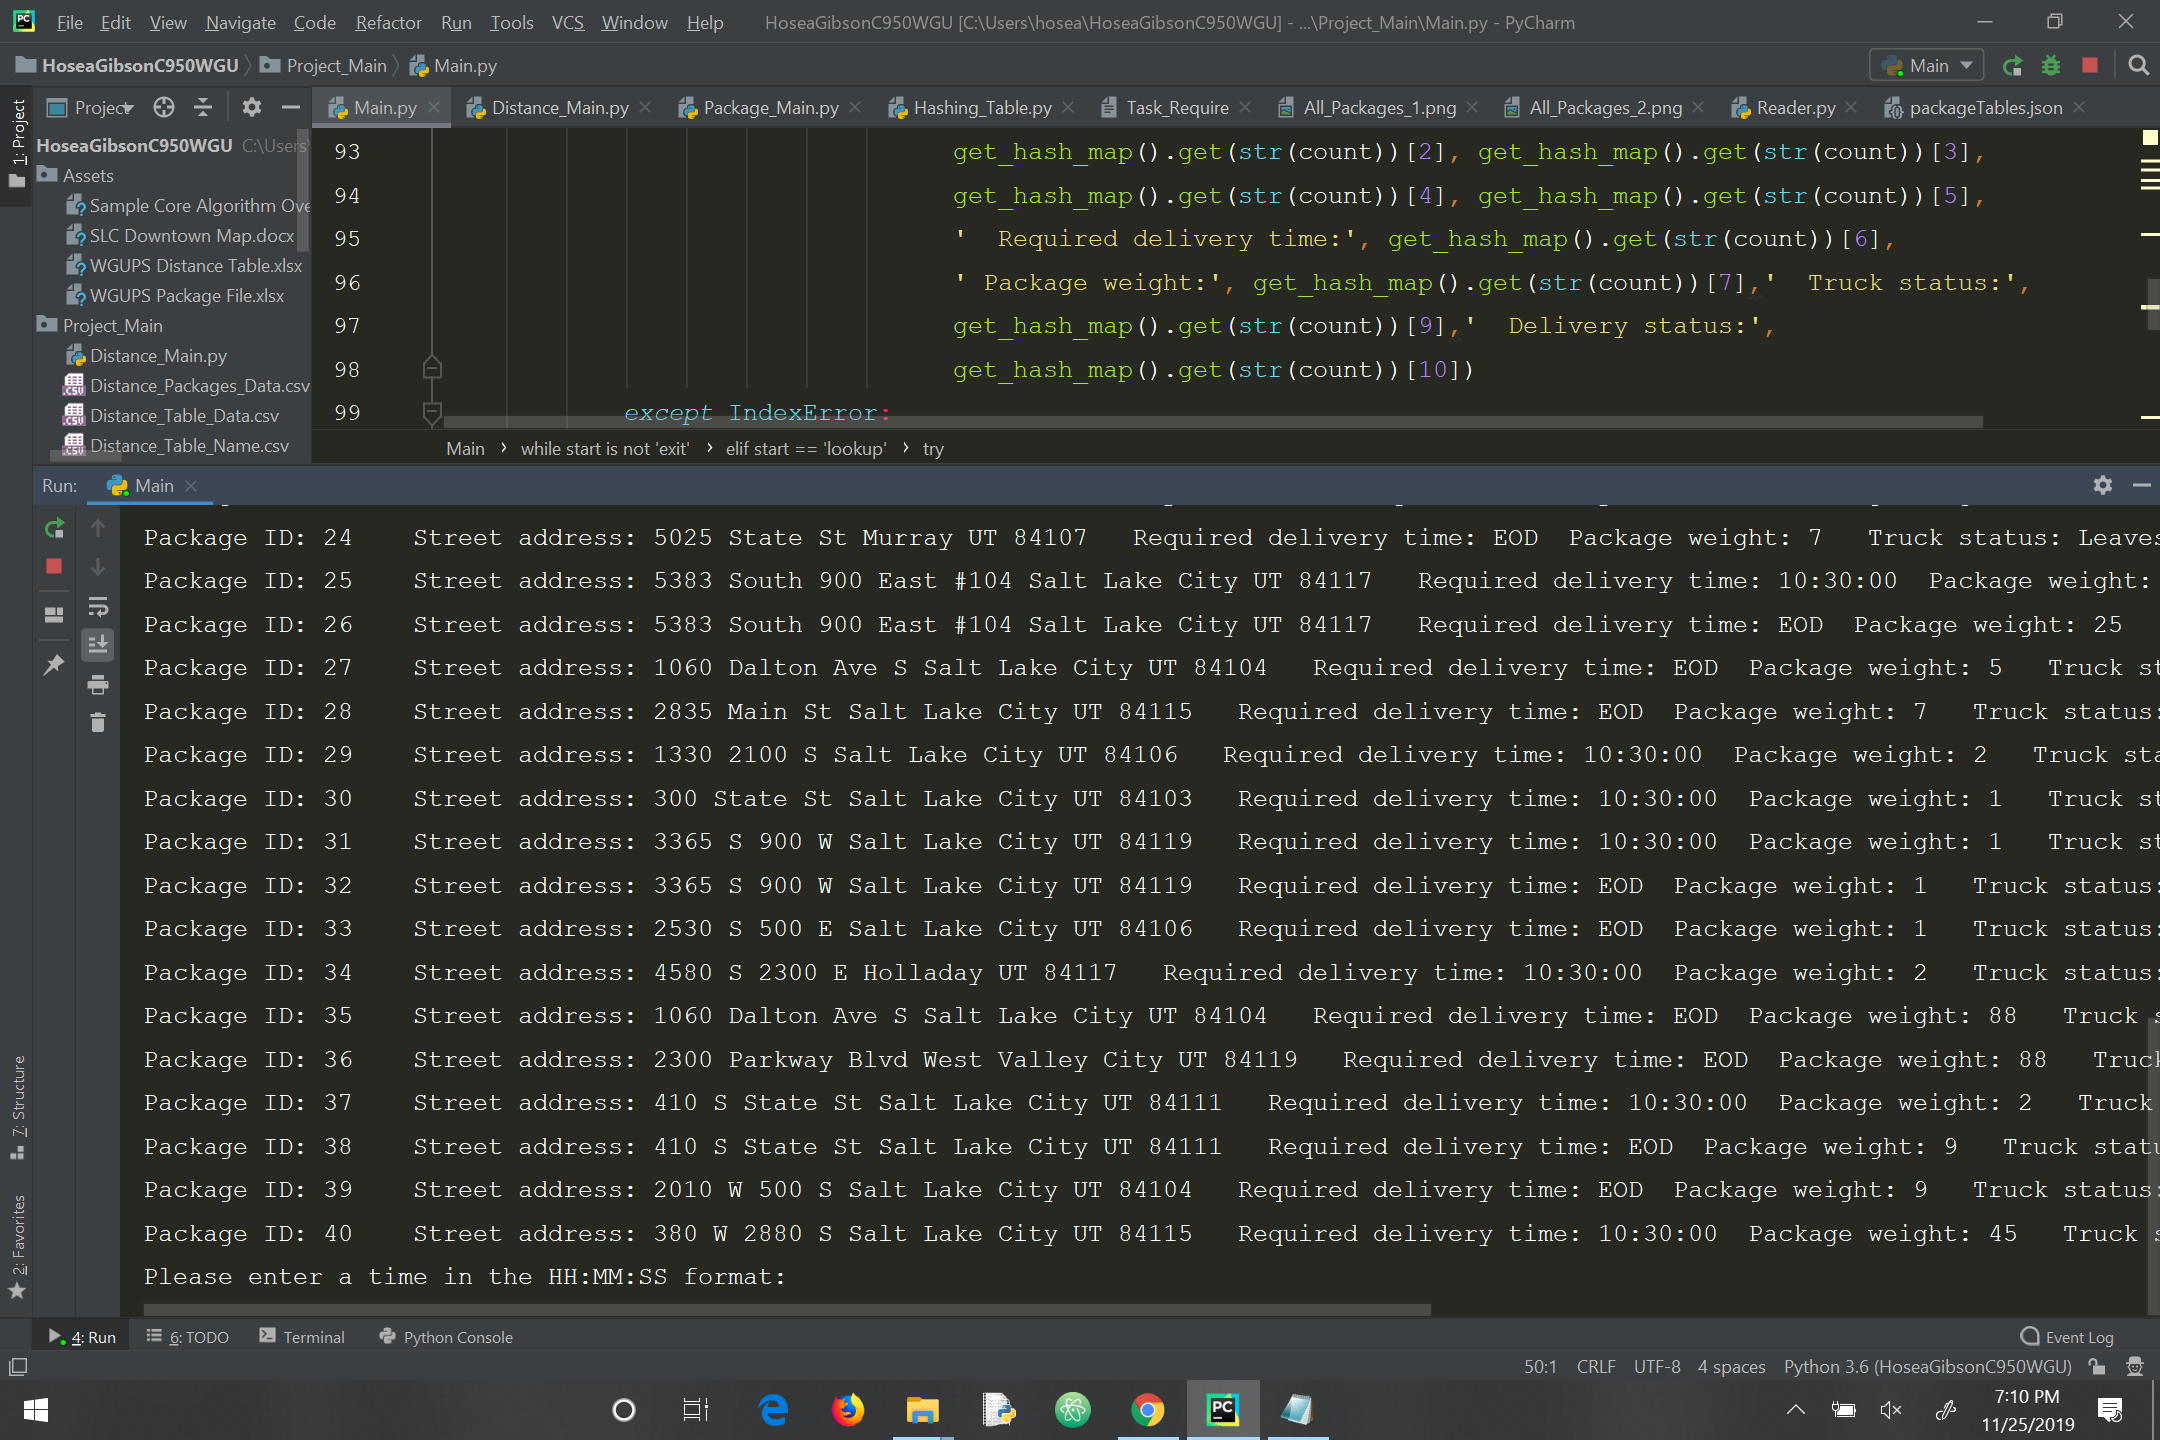 File Edit View Navigate Code Refactor Run Tools VCS Window Help HoseaGibsonC950WGU [C:\Users\hosea\HoseaGibsonC950WGU] - ...\Project_Main\Main.py - PyCharm
HoseaGibsonC950WGU Project_Main Main.py Main
1: Project
Project Main.py Distance_Main.py Package_Main.py Hashing_Table.py Task_Require All_Packages_1.png All_Packages_2.png Reader.py packageTables.json
HoseaGibsonC950WGU C:\Users
Assets
Sample Core Algorithm Ove
SLC Downtown Map.docx
WGUPS Distance Table.xlsx
WGUPS Package File.xlsx
Project_Main
Distance_Main.py
Distance_Packages_Data.csv
Distance_Table_Data.csv
Distance_Table_Name.csv
93 get_hash_map().get(str(count))[2], get_hash_map().get(str(count))[3],
94 get_hash_map().get(str(count))[4], get_hash_map().get(str(count))[5],
95 '  Required delivery time:', get_hash_map().get(str(count))[6],
96 ' Package weight:', get_hash_map().get(str(count))[7],'  Truck status:',
97 get_hash_map().get(str(count))[9],'  Delivery status:',
98 get_hash_map().get(str(count))[10])
99 except IndexError:
Main › while start is not 'exit' › elif start == 'lookup' › try
Run: Main
Package ID: 24    Street address: 5025 State St Murray UT 84107   Required delivery time: EOD  Package weight: 7   Truck status: Leaves
Package ID: 25    Street address: 5383 South 900 East #104 Salt Lake City UT 84117   Required delivery time: 10:30:00  Package weight:
Package ID: 26    Street address: 5383 South 900 East #104 Salt Lake City UT 84117   Required delivery time: EOD  Package weight: 25
Package ID: 27    Street address: 1060 Dalton Ave S Salt Lake City UT 84104   Required delivery time: EOD  Package weight: 5   Truck st
Package ID: 28    Street address: 2835 Main St Salt Lake City UT 84115   Required delivery time: EOD  Package weight: 7   Truck status:
Package ID: 29    Street address: 1330 2100 S Salt Lake City UT 84106   Required delivery time: 10:30:00  Package weight: 2   Truck sta
Package ID: 30    Street address: 300 State St Salt Lake City UT 84103   Required delivery time: 10:30:00  Package weight: 1   Truck st
Package ID: 31    Street address: 3365 S 900 W Salt Lake City UT 84119   Required delivery time: 10:30:00  Package weight: 1   Truck st
Package ID: 32    Street address: 3365 S 900 W Salt Lake City UT 84119   Required delivery time: EOD  Package weight: 1   Truck status:
Package ID: 33    Street address: 2530 S 500 E Salt Lake City UT 84106   Required delivery time: EOD  Package weight: 1   Truck status:
Package ID: 34    Street address: 4580 S 2300 E Holladay UT 84117   Required delivery time: 10:30:00  Package weight: 2   Truck status:
Package ID: 35    Street address: 1060 Dalton Ave S Salt Lake City UT 84104   Required delivery time: EOD  Package weight: 88   Truck s
Package ID: 36    Street address: 2300 Parkway Blvd West Valley City UT 84119   Required delivery time: EOD  Package weight: 88   Truck
Package ID: 37    Street address: 410 S State St Salt Lake City UT 84111   Required delivery time: 10:30:00  Package weight: 2   Truck
Package ID: 38    Street address: 410 S State St Salt Lake City UT 84111   Required delivery time: EOD  Package weight: 9   Truck statu
Package ID: 39    Street address: 2010 W 500 S Salt Lake City UT 84104   Required delivery time: EOD  Package weight: 9   Truck status:
Package ID: 40    Street address: 380 W 2880 S Salt Lake City UT 84115   Required delivery time: 10:30:00  Package weight: 45   Truck s
Please enter a time in the HH:MM:SS format:
7: Structure
2: Favorites
4: Run 6: TODO Terminal Python Console Event Log
50:1 CRLF UTF-8 4 spaces Python 3.6 (HoseaGibsonC950WGU)
7:10 PM
11/25/2019